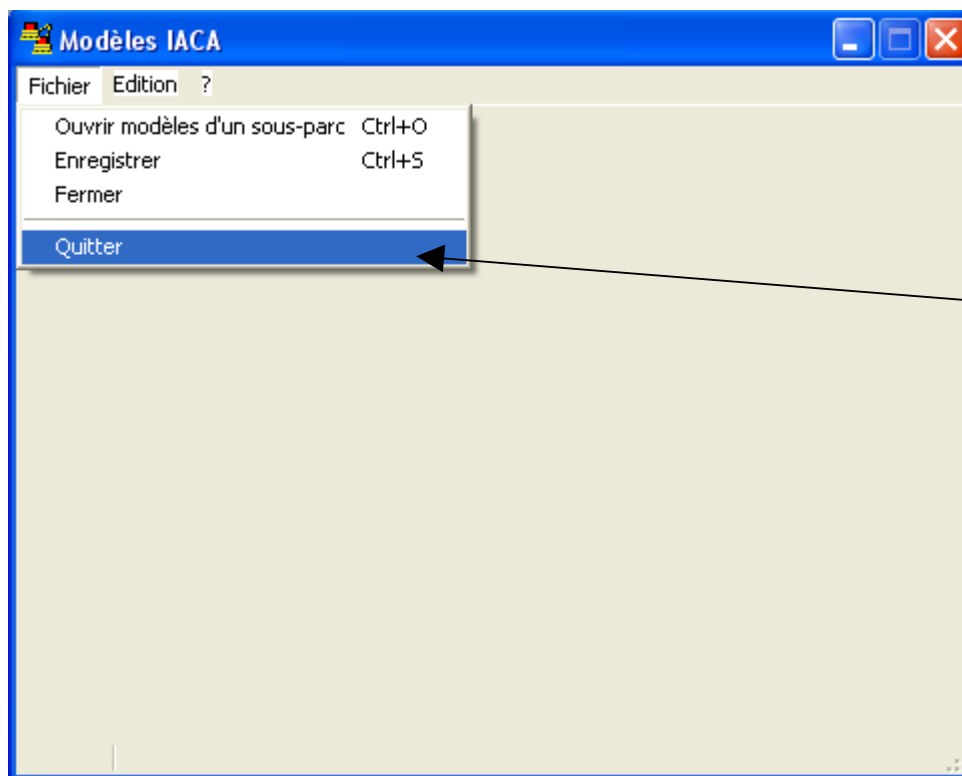 Modèles IACA
Fichier Edition ?
Ouvrir modèles d'un sous-parc Ctrl+O
Enregistrer Ctrl+S
Fermer
Quitter